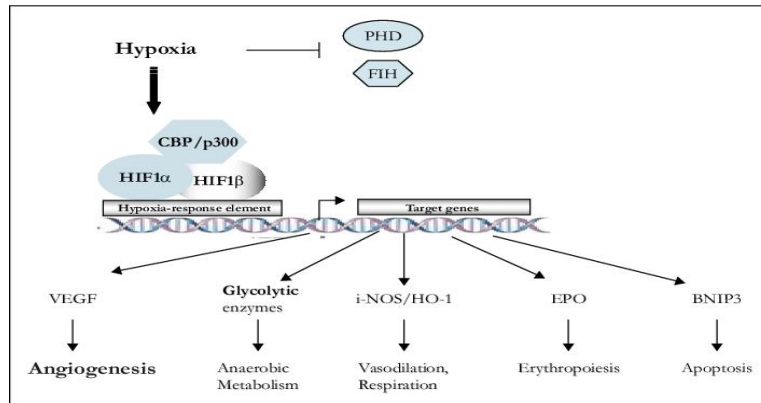 Hypoxia
PHD
FIH
CBP/p300
HIF1α
HIF1β
Hypoxia-response element
Target genes
VEGF
Glycolytic
enzymes
i-NOS/HO-1
EPO
BNIP3
Angiogenesis
Anaerobic
Metabolism
Vasodilation,
Respiration
Erythropoiesis
Apoptosis